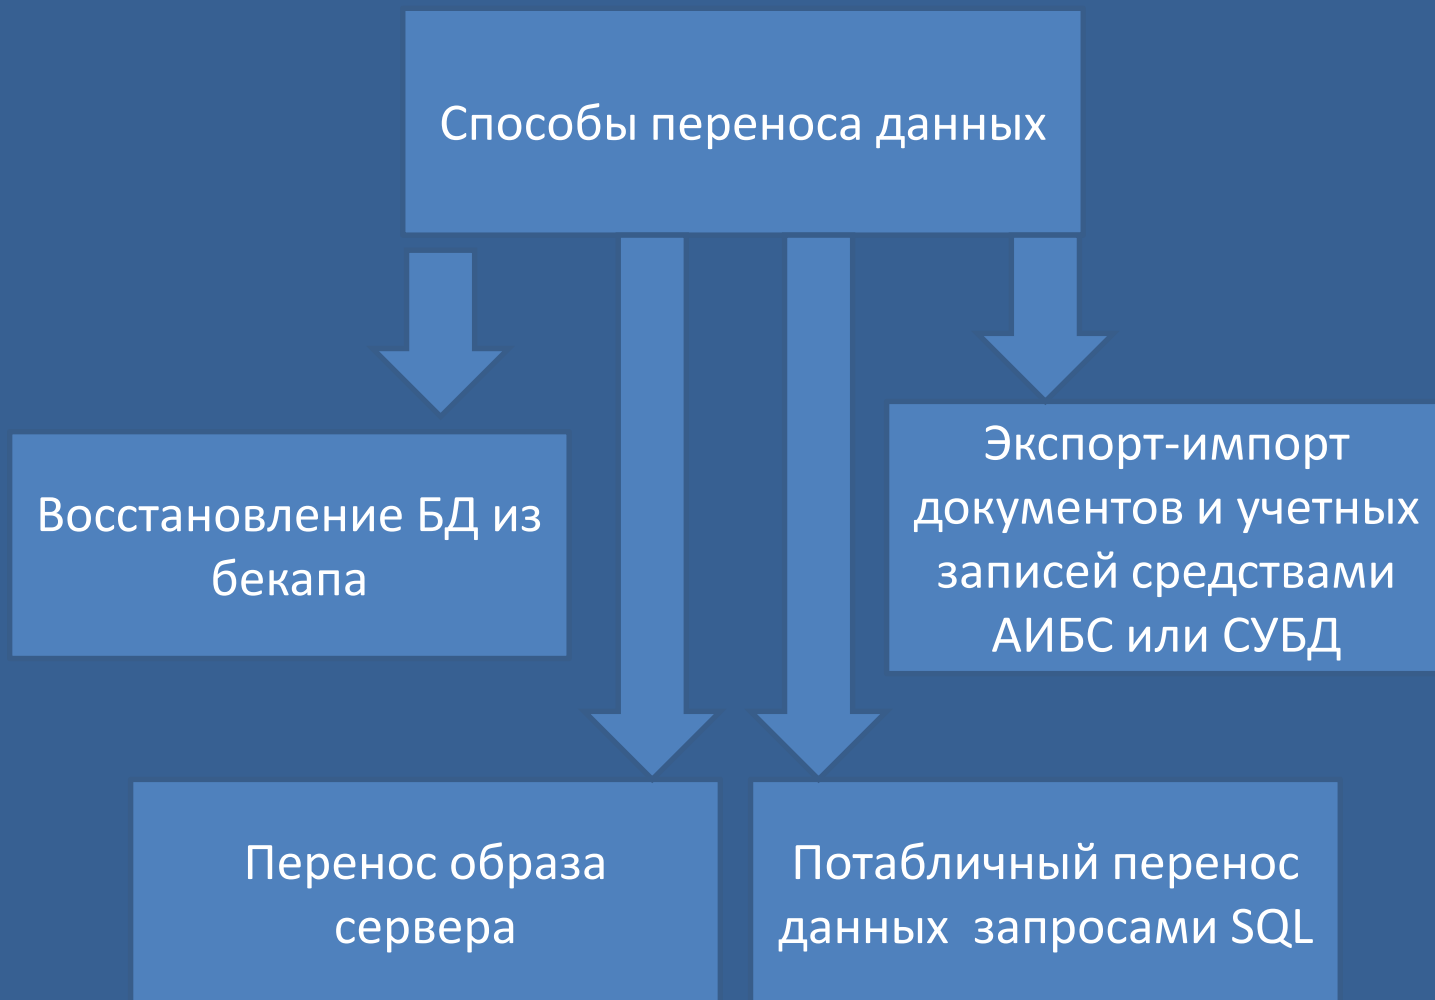 Способы переноса данных
Восстановление БД из
бекапа
Экспорт-импорт
документов и учетных
записей средствами
АИБС или СУБД
Перенос образа
сервера
Потабличный перенос
данных  запросами SQL